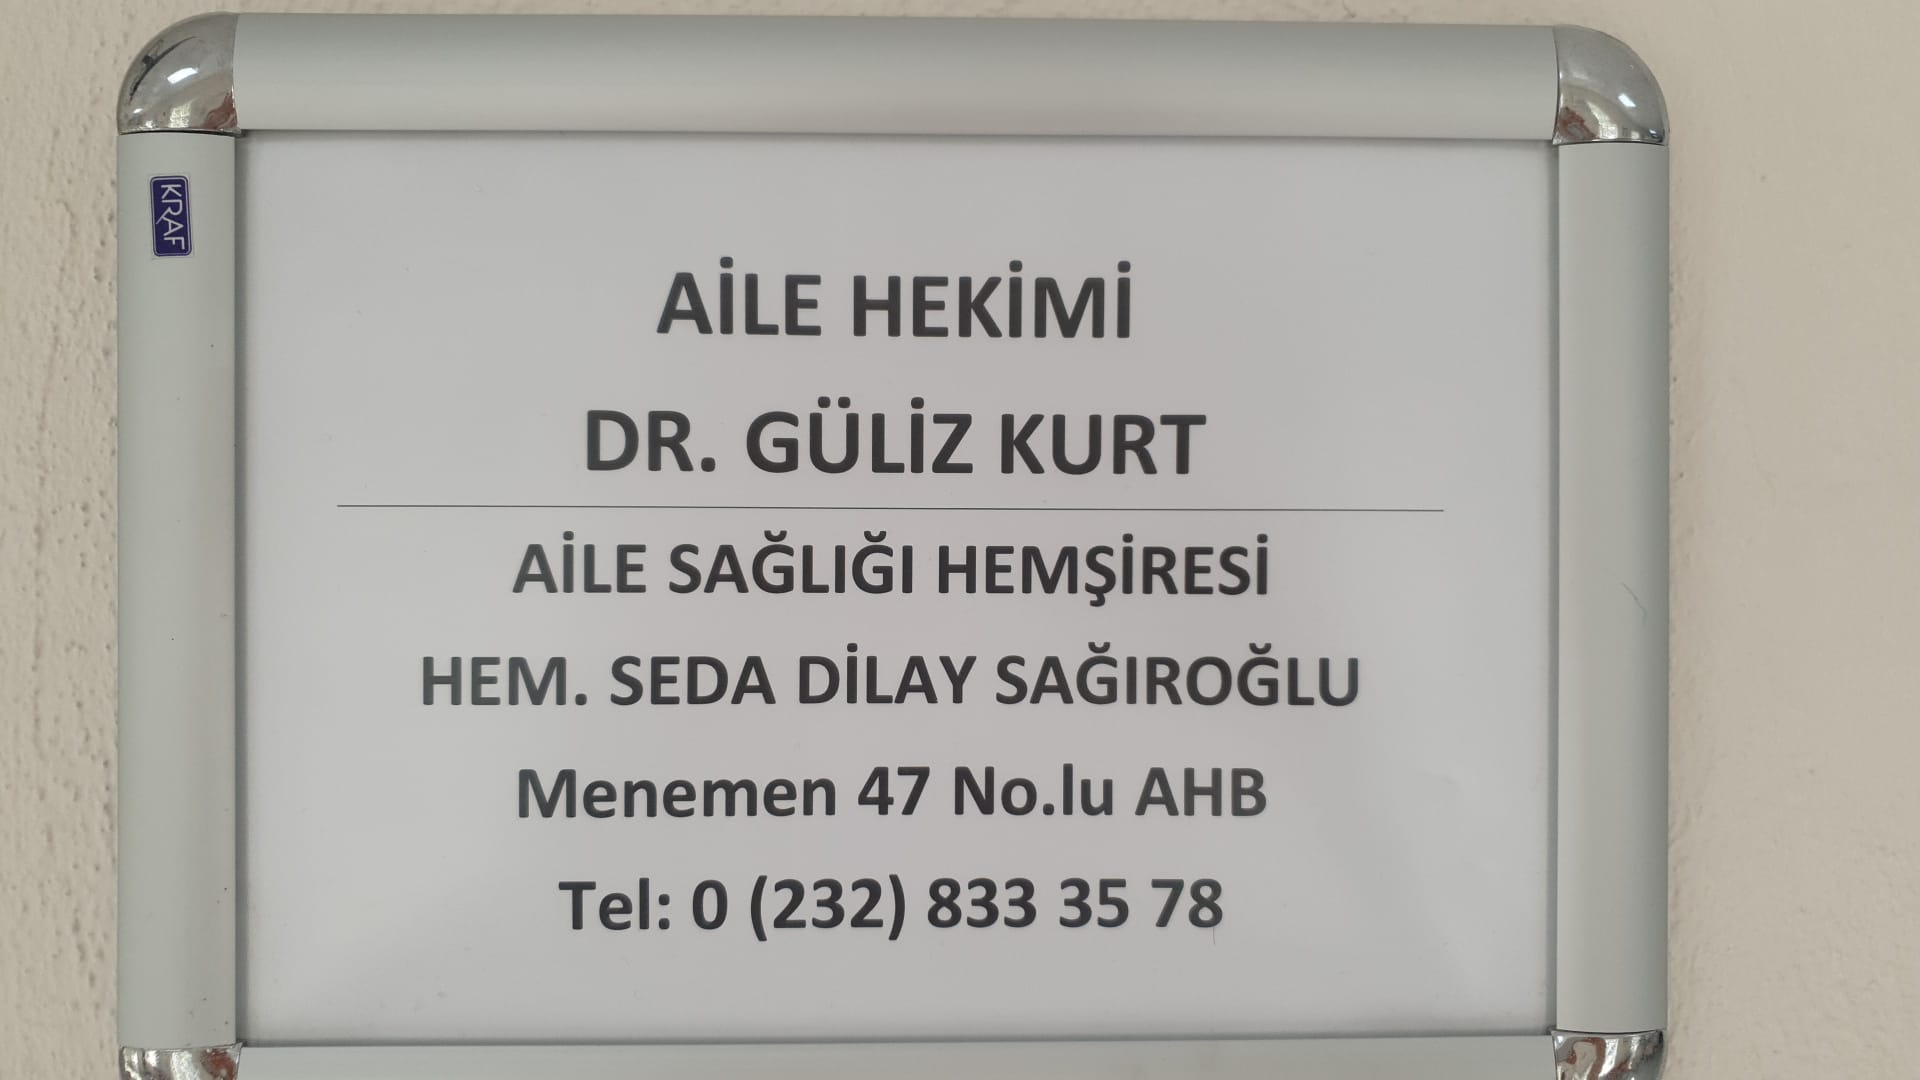 KRAF
AİLE HEKİMİ
DR. GÜLİZ KURT
AİLE SAĞLIĞI HEMŞİRESİ
HEM. SEDA DİLAY SAĞIROĞLU
Menemen 47 No.lu AHB
Tel: 0 (232) 833 35 78